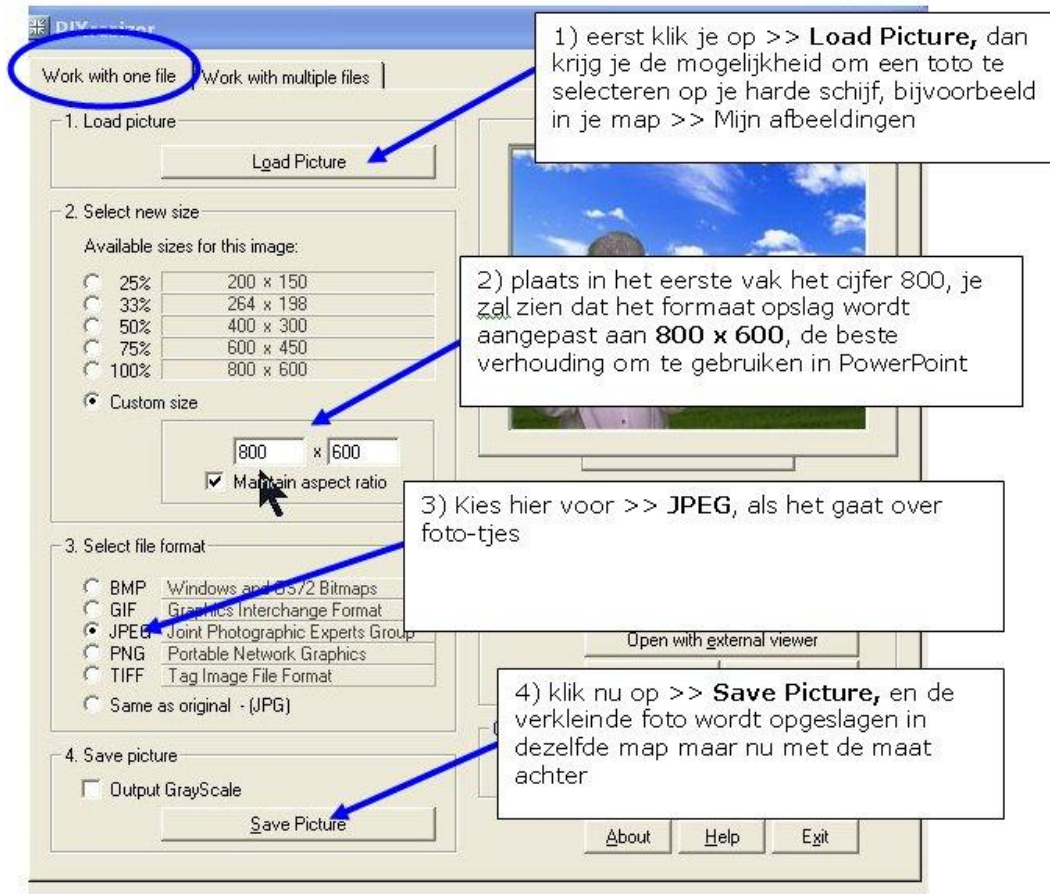 PIXresizer
Work with one file
Work with multiple files
1) eerst klik je op >> Load Picture, dan
krijg je de mogelijkheid om een toto te
selecteren op je harde schijf, bijvoorbeeld
in je map >> Mijn afbeeldingen
1. Load picture
Load Picture
2. Select new size
Available sizes for this image:
25% 200 x 150
33% 264 x 198
50% 400 x 300
75% 600 x 450
100% 800 x 600
Custom size
800 x 600
Maintain aspect ratio
2) plaats in het eerste vak het cijfer 800, je
zal zien dat het formaat opslag wordt
aangepast aan 800 x 600, de beste
verhouding om te gebruiken in PowerPoint
3) Kies hier voor >> JPEG, als het gaat over
foto-tjes
3. Select file format
BMP Windows and OS/2 Bitmaps
GIF Graphics Interchange Format
JPEG Joint Photographic Experts Group
PNG Portable Network Graphics
TIFF Tag Image File Format
Same as original - (JPG)
Open with external viewer
4) klik nu op >> Save Picture, en de
verkleinde foto wordt opgeslagen in
dezelfde map maar nu met de maat
achter
4. Save picture
Output GrayScale
Save Picture
About
Help
Exit